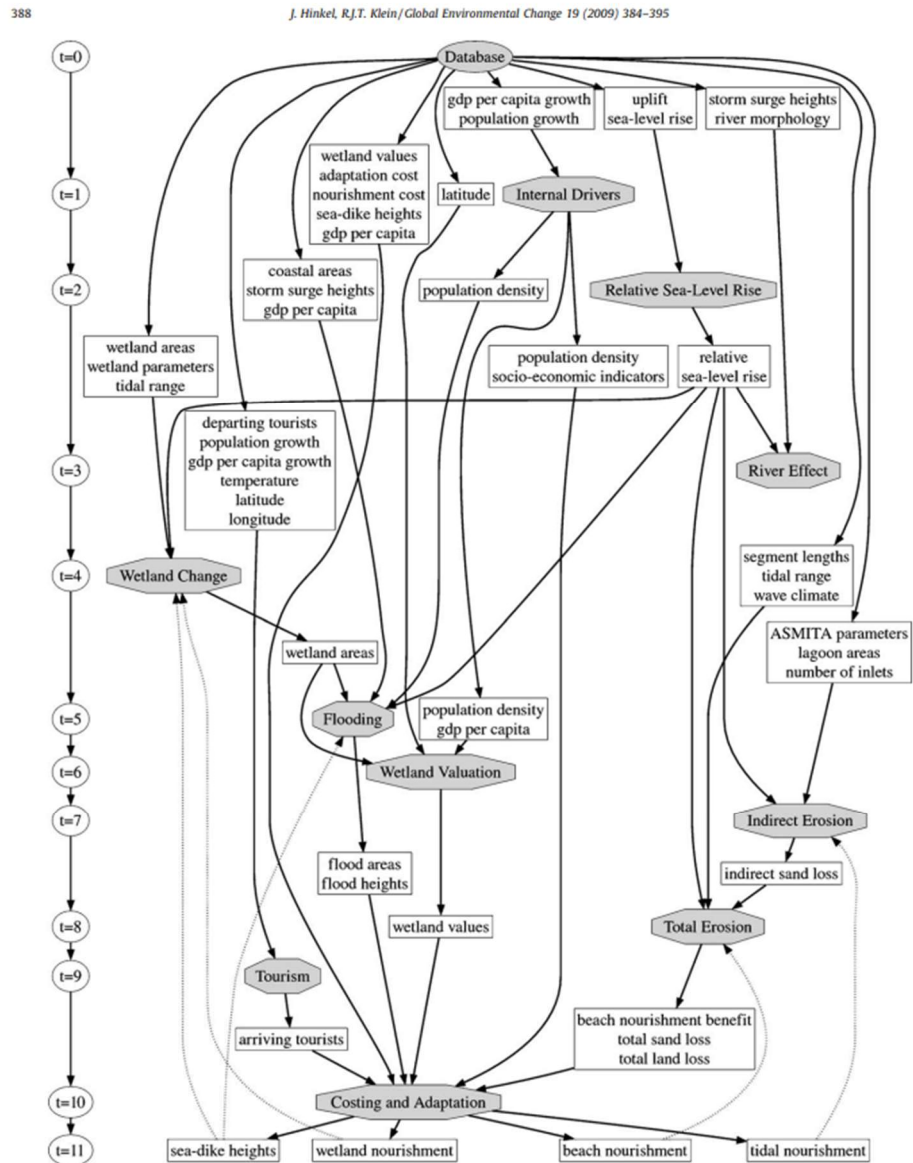 388
J. Hinkel, R.J.T. Klein / Global Environmental Change 19 (2009) 384–395
t=0
Database
gdp per capita growth
population growth
uplift
sea-level rise
storm surge heights
river morphology
wetland values
adaptation cost
nourishment cost
sea-dike heights
gdp per capita
t=1
latitude
Internal Drivers
coastal areas
storm surge heights
gdp per capita
t=2
population density
Relative Sea-Level Rise
wetland areas
wetland parameters
tidal range
population density
socio-economic indicators
relative
sea-level rise
departing tourists
population growth
gdp per capita growth
temperature
latitude
longitude
t=3
River Effect
segment lengths
tidal range
wave climate
t=4
Wetland Change
ASMITA parameters
lagoon areas
number of inlets
wetland areas
t=5
Flooding
population density
gdp per capita
t=6
Wetland Valuation
t=7
Indirect Erosion
flood areas
flood heights
indirect sand loss
t=8
wetland values
Total Erosion
t=9
Tourism
arriving tourists
beach nourishment benefit
total sand loss
total land loss
t=10
Costing and Adaptation
t=11
sea-dike heights
wetland nourishment
beach nourishment
tidal nourishment